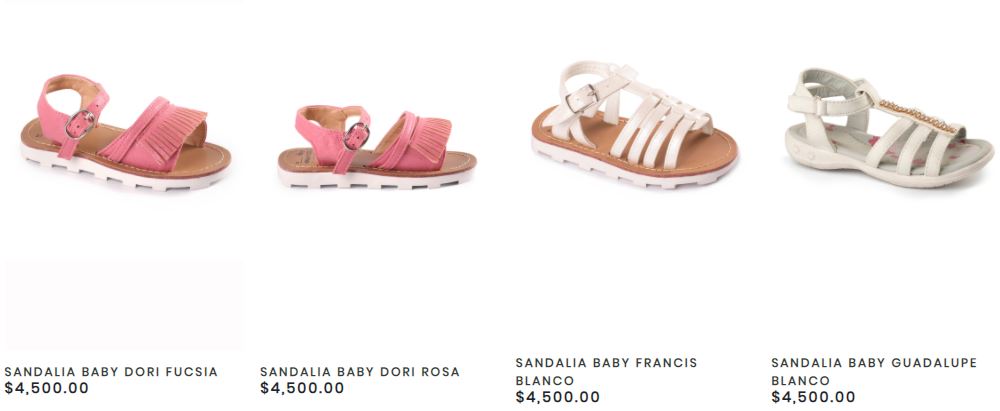 SANDALIA BABY DORI FUCSIA
$4,500.00
SANDALIA BABY DORI ROSA
$4,500.00
SANDALIA BABY FRANCIS
BLANCO
$4,500.00
SANDALIA BABY GUADALUPE
BLANCO
$4,500.00